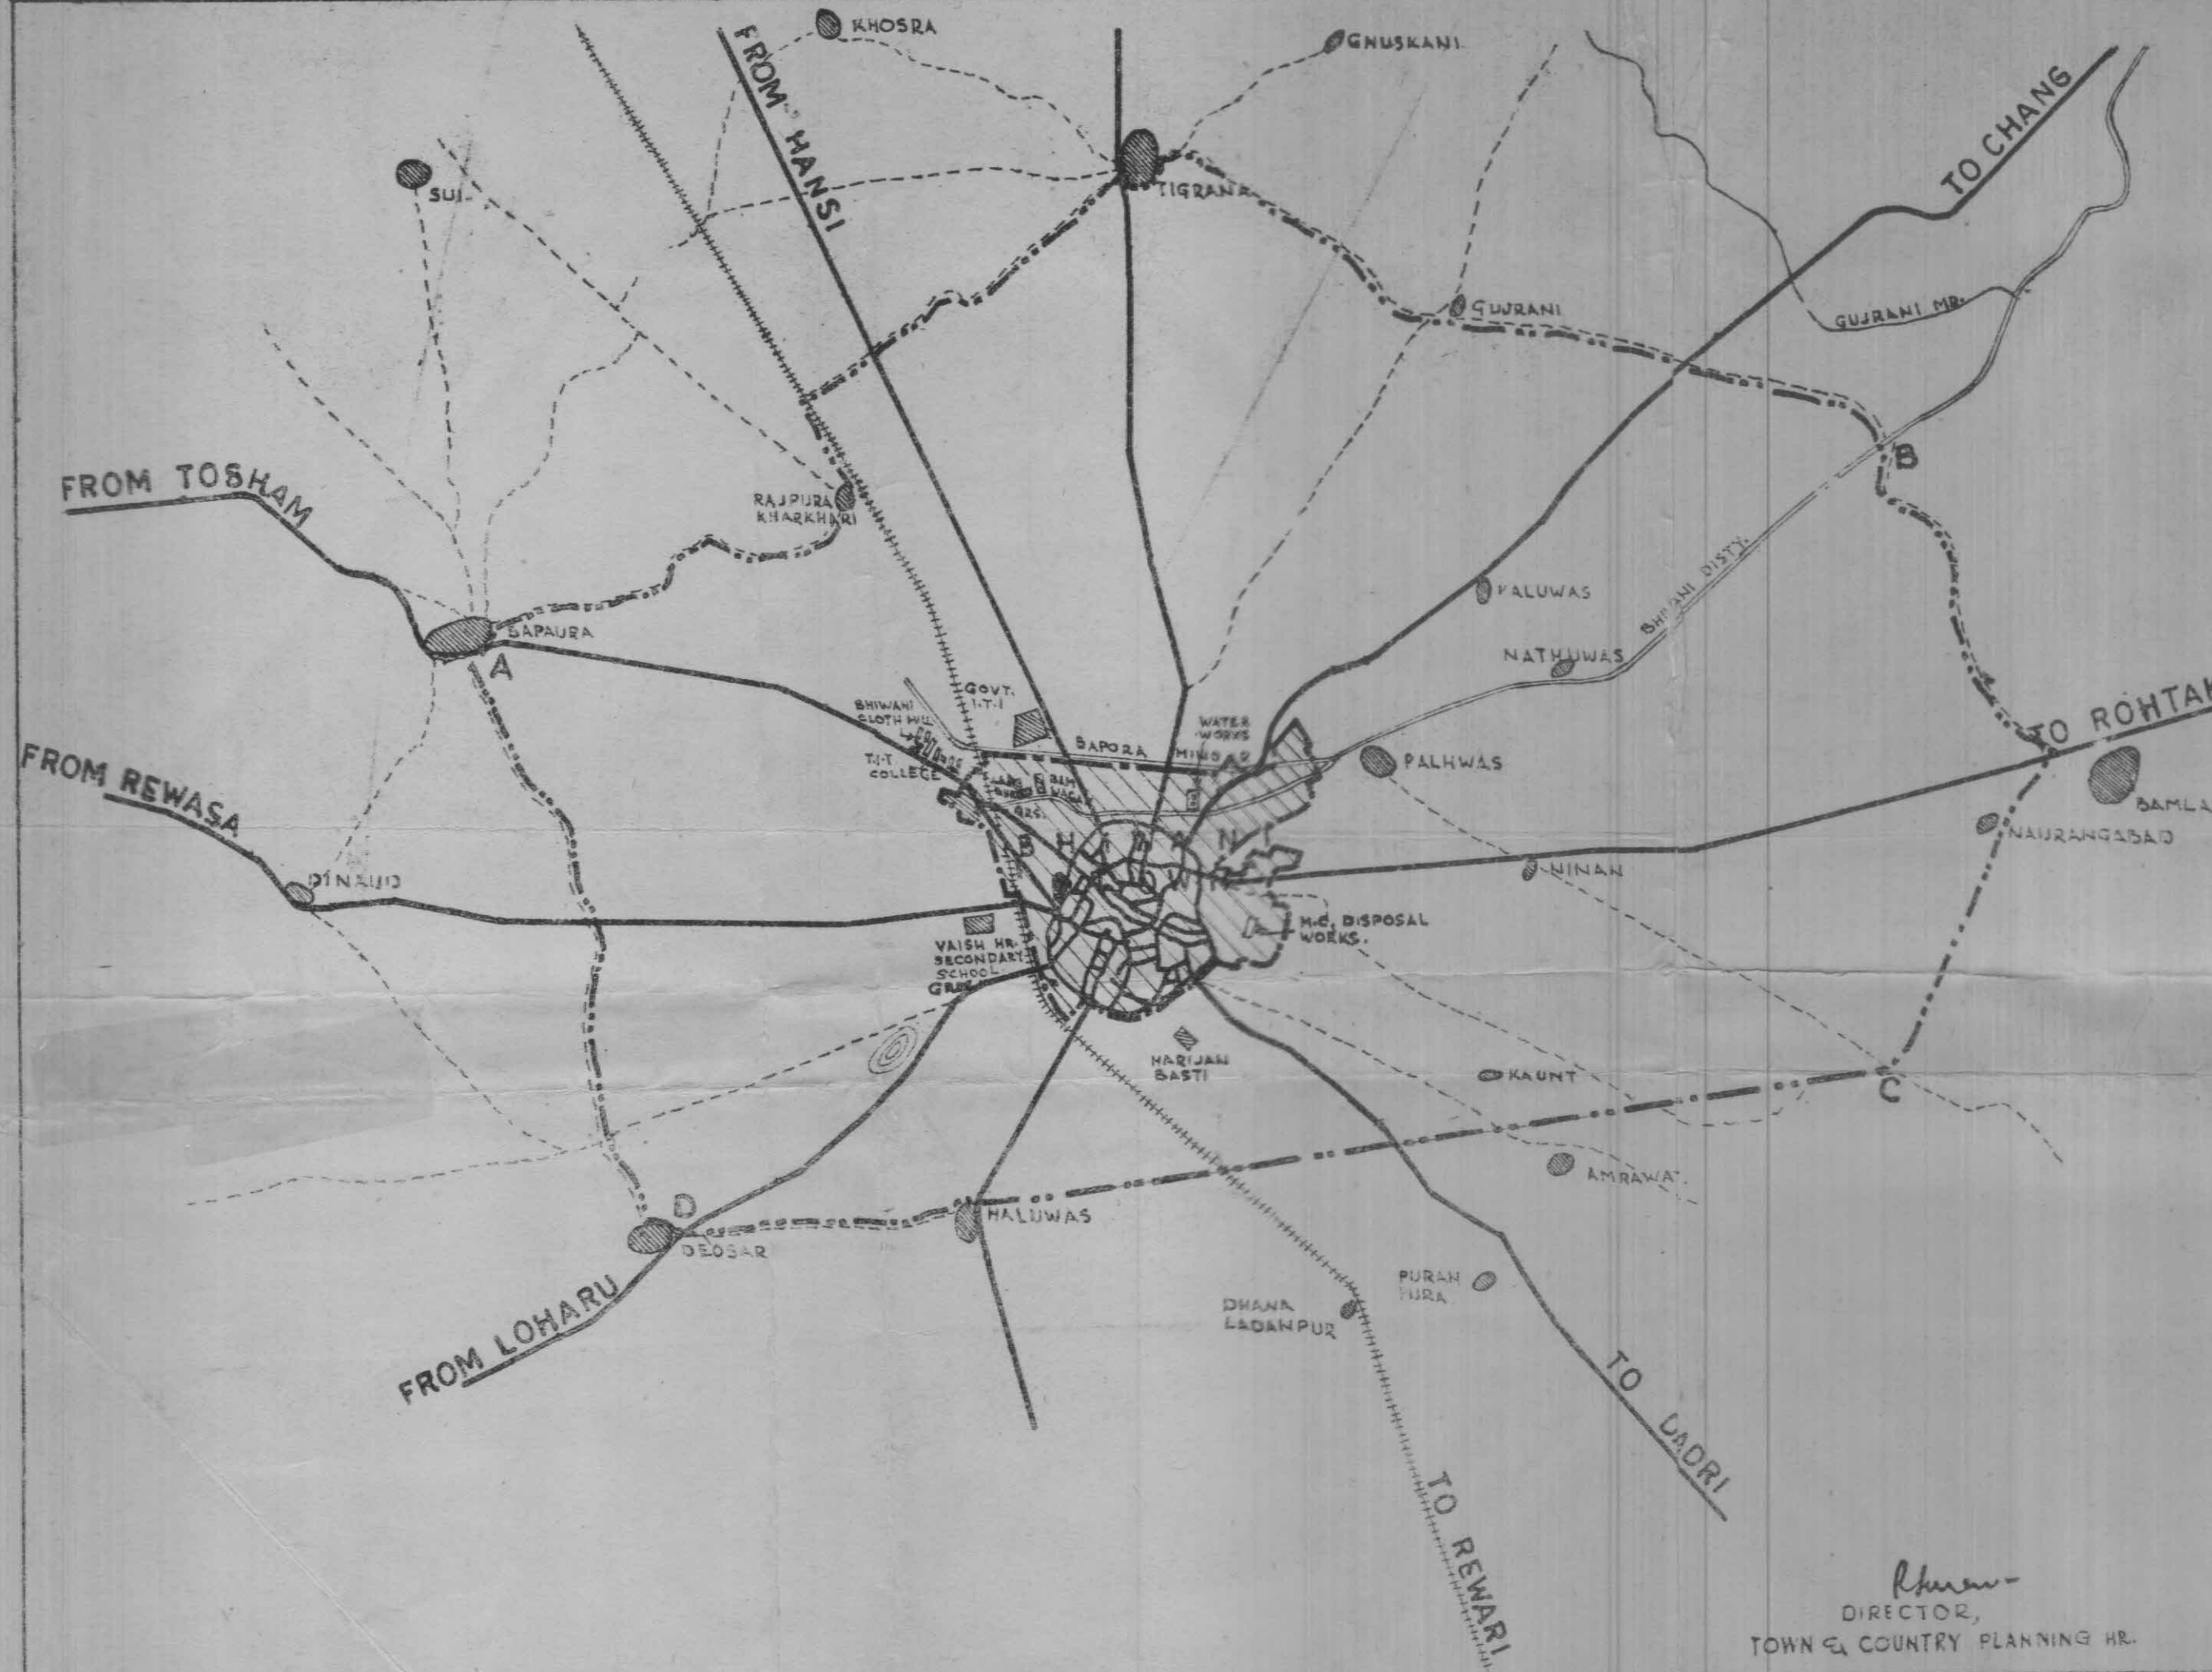 KHOSRA
GHUSKANI
FROM HANSI
TO CHANG
SUI
TIGRANA
GUJRANI
GUJRANI MR.
FROM TOSHAM
B
RAJPURA
KHARKHARI
BHIWANI DISTY.
PALUWAS
BAPAURA
A
NATHUWAS
GOVT.
I.T.I
BHIWANI
CLOTH MILL
TO ROHTAK
WATER
WORKS
BAPORA
MINOR
T.I.T.
COLLEGE
PALHWAS
FROM REWASA
BAMLA
NAURANGABAD
B H I W A N I
T O W N
DINAUD
NINAN
M.C. DISPOSAL
WORKS.
VAISH HR.
SECONDARY
SCHOOL
HARIJAN
BASTI
KAUNT
C
AMRAWAT
D
HALUWAS
DEOSAR
PURAN
PURA
DHANA
LADANPUR
FROM LOHARU
TO DADRI
TO REWARI
DIRECTOR,
TOWN & COUNTRY PLANNING HR.